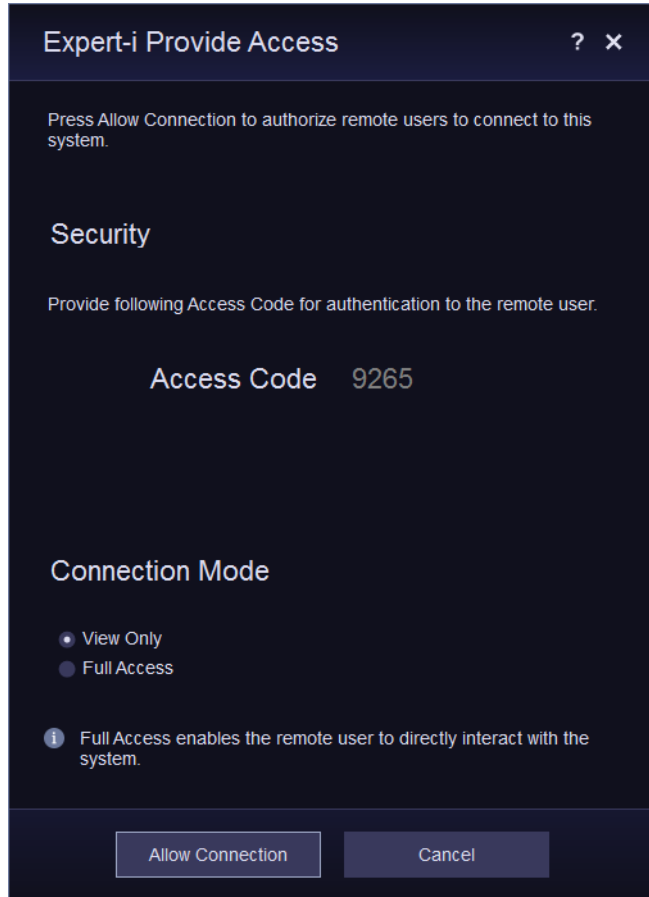 Expert-i Provide Access ? ×
Press Allow Connection to authorize remote users to connect to this
system.
Security
Provide following Access Code for authentication to the remote user.
Access Code 9265
Connection Mode
View Only
Full Access
i Full Access enables the remote user to directly interact with the
system.
Allow Connection Cancel